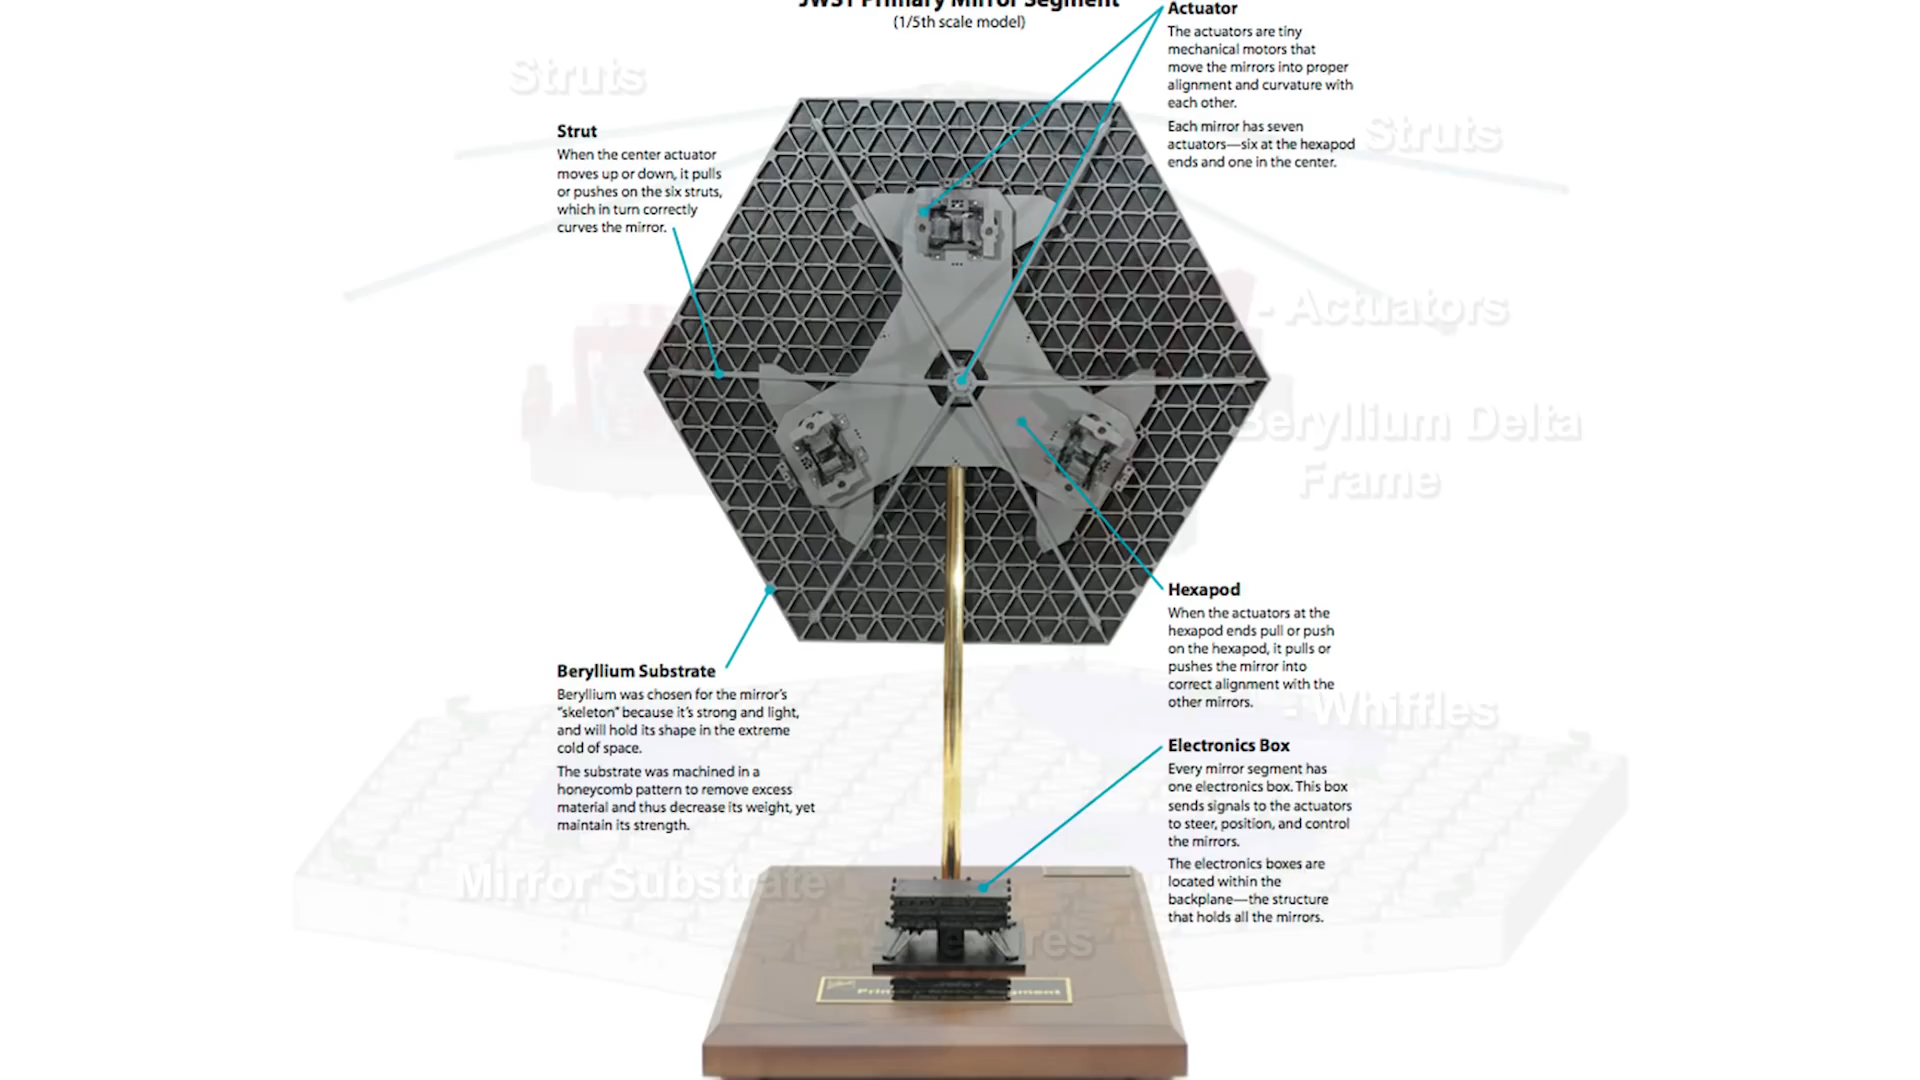 JWST Primary Mirror Segment
(1/5th scale model)
Actuator
The actuators are tiny
mechanical motors that
move the mirrors into proper
alignment and curvature with
each other.
Each mirror has seven
actuators—six at the hexapod
ends and one in the center.
Struts
Struts
Strut
When the center actuator
moves up or down, it pulls
or pushes on the six struts,
which in turn correctly
curves the mirror.
- Actuators
Beryllium Delta
Frame
Hexapod
When the actuators at the
hexapod ends pull or push
on the hexapod, it pulls or
pushes the mirror into
correct alignment with the
other mirrors.
- Whiffles
Beryllium Substrate
Beryllium was chosen for the mirror's
"skeleton" because it's strong and light,
and will hold its shape in the extreme
cold of space.
The substrate was machined in a
honeycomb pattern to remove excess
material and thus decrease its weight, yet
maintain its strength.
Electronics Box
Every mirror segment has
one electronics box. This box
sends signals to the actuators
to steer, position, and control
the mirrors.
The electronics boxes are
located within the
backplane—the structure
that holds all the mirrors.
Mirror Substrate